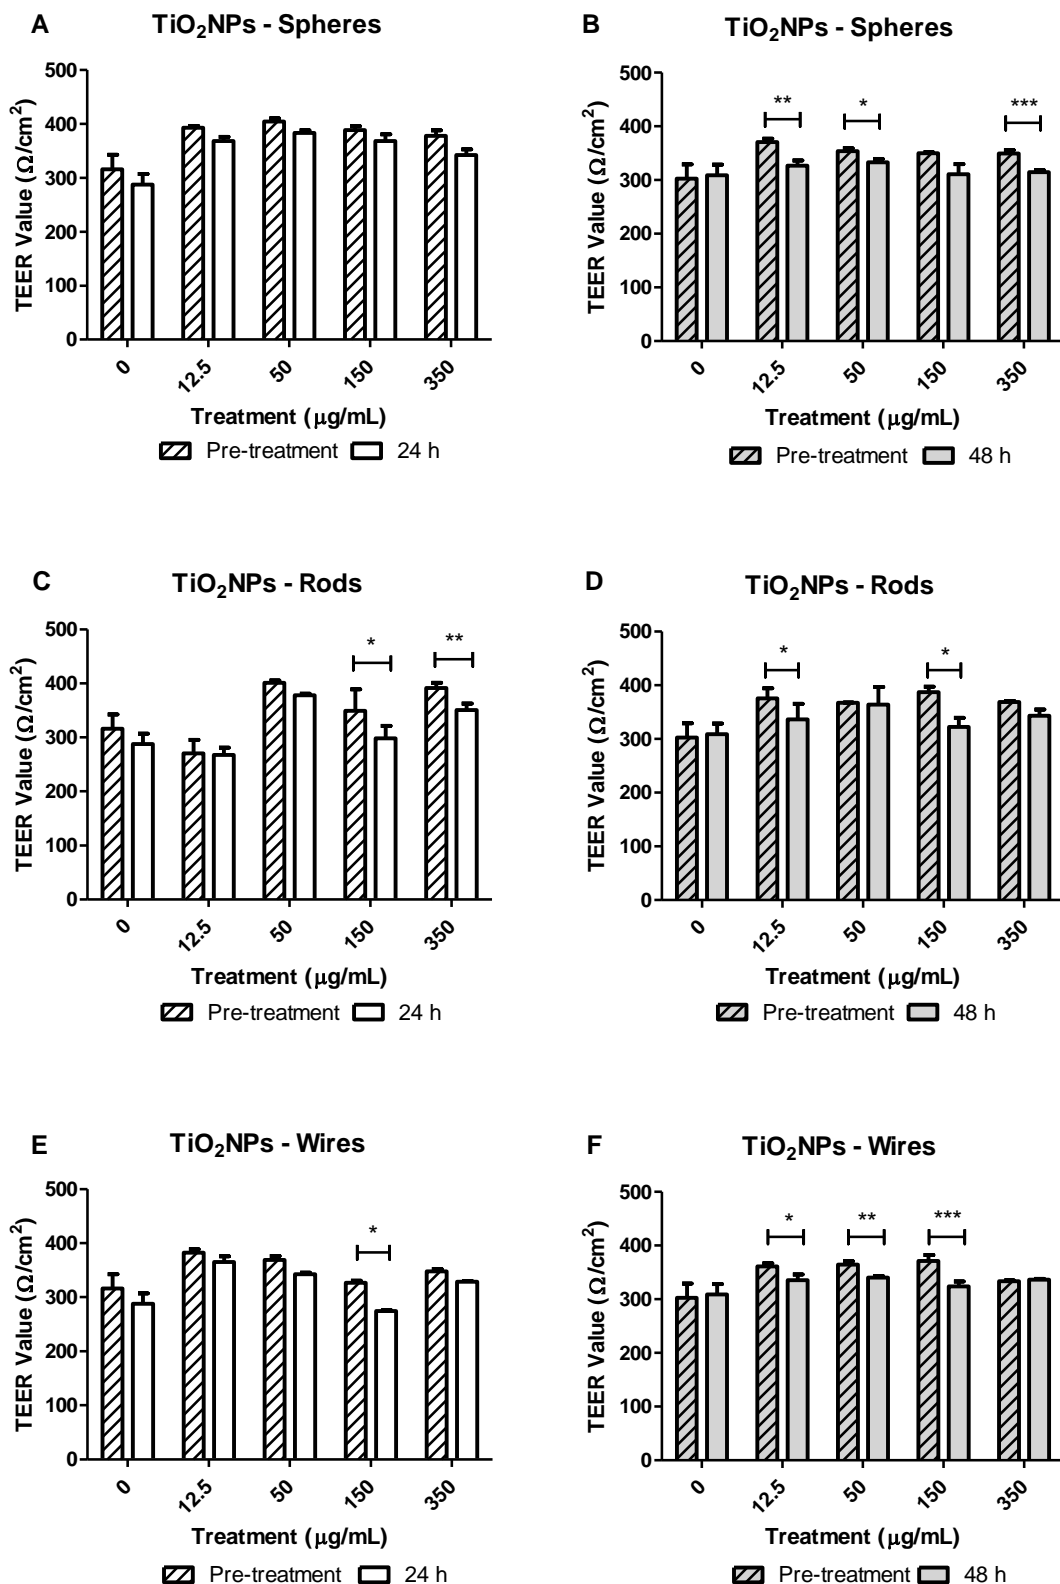 A
TiO2NPs - Spheres
500
400
300
200
100
0
TEER Value (Ω/cm2)
0
12.5
50
150
350
Treatment (μg/mL)
Pre-treatment 24 h
B
TiO2NPs - Spheres
500
400
300
200
100
0
TEER Value (Ω/cm2)
**
*
***
0
12.5
50
150
350
Treatment (μg/mL)
Pre-treatment 48 h
C
TiO2NPs - Rods
500
400
300
200
100
0
TEER Value (Ω/cm2)
*
**
0
12.5
50
150
350
Treatment (μg/mL)
Pre-treatment 24 h
D
TiO2NPs - Rods
500
400
300
200
100
0
TEER Value (Ω/cm2)
*
*
0
12.5
50
150
350
Treatment (μg/mL)
Pre-treatment 48 h
E
TiO2NPs - Wires
500
400
300
200
100
0
TEER Value (Ω/cm2)
*
0
12.5
50
150
350
Treatment (μg/mL)
Pre-treatment 24 h
F
TiO2NPs - Wires
500
400
300
200
100
0
TEER Value (Ω/cm2)
*
**
***
0
12.5
50
150
350
Treatment (μg/mL)
Pre-treatment 48 h